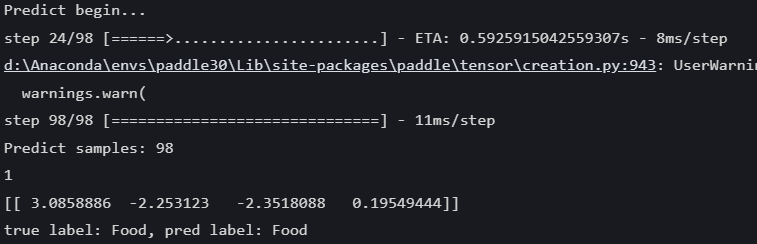 Predict begin...
step 24/98 [======>.......................] - ETA: 0.5925915042559307s - 8ms/step
d:\Anaconda\envs\paddle30\Lib\site-packages\paddle\tensor\creation.py:943: UserWarni
warnings.warn(
step 98/98 [==============================] - 11ms/step
Predict samples: 98
1
[[ 3.0858886  -2.253123   -2.3518088   0.19549444]]
true label: Food, pred label: Food